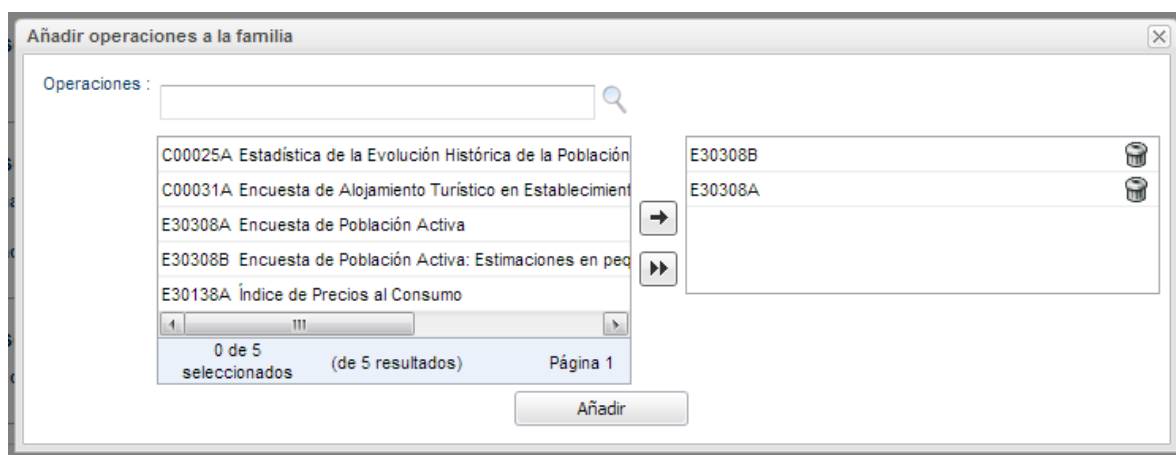 Añadir operaciones a la familia
Operaciones :
C00025A Estadística de la Evolución Histórica de la Población
C00031A Encuesta de Alojamiento Turístico en
E30308A Encuesta de Población Activa
E30308B Encuesta de Población Activa: Estimaciones en
E30138A Índice de Precios al Consumo
0 de 5
seleccionados
(de 5 resultados)
Página 1
E30308B
E30308A
Añadir